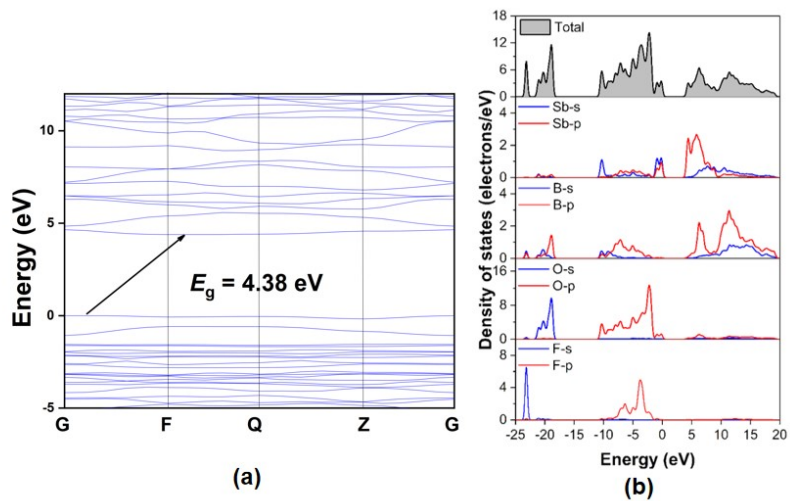 Energy (eV)
10
5
0
-5
G F Q Z G
Eg = 4.38 eV
(a)
Density of states (electrons/eV)
18
12
6
0
Total
4
2
0
Sb-s
Sb-p
4
2
0
B-s
B-p
16
8
0
O-s
O-p
8
4
0
F-s
F-p
-25 -20 -15 -10 -5 0 5 10 15 20
Energy (eV)
(b)